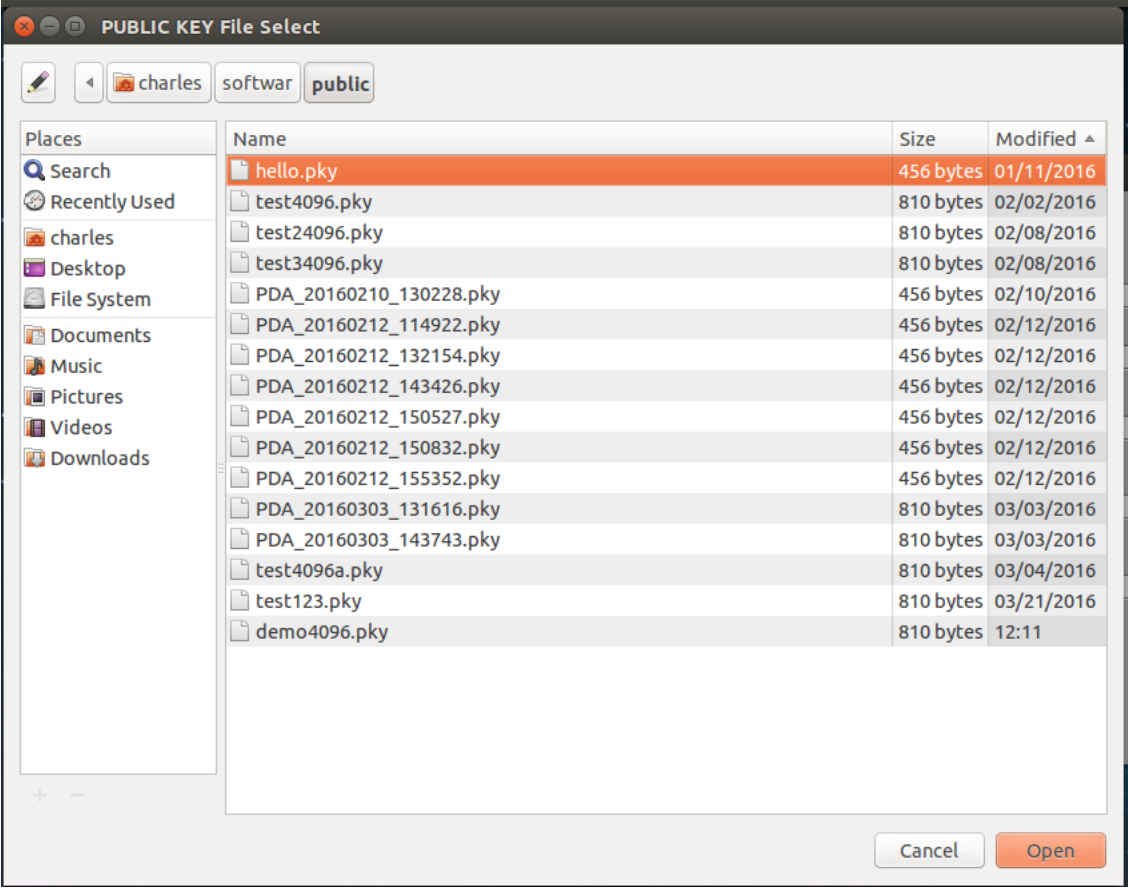 PUBLIC KEY File Select
charles softwar public
Places
Search
Recently Used
charles
Desktop
File System
Documents
Music
Pictures
Videos
Downloads
Name Size Modified
hello.pky 456 bytes 01/11/2016
test4096.pky 810 bytes 02/02/2016
test24096.pky 810 bytes 02/08/2016
test34096.pky 810 bytes 02/08/2016
PDA_20160210_130228.pky 456 bytes 02/10/2016
PDA_20160212_114922.pky 456 bytes 02/12/2016
PDA_20160212_132154.pky 456 bytes 02/12/2016
PDA_20160212_143426.pky 456 bytes 02/12/2016
PDA_20160212_150527.pky 456 bytes 02/12/2016
PDA_20160212_150832.pky 456 bytes 02/12/2016
PDA_20160212_155352.pky 456 bytes 02/12/2016
PDA_20160303_131616.pky 810 bytes 03/03/2016
PDA_20160303_143743.pky 810 bytes 03/03/2016
test4096a.pky 810 bytes 03/04/2016
test123.pky 810 bytes 03/21/2016
demo4096.pky 810 bytes 12:11
Cancel Open